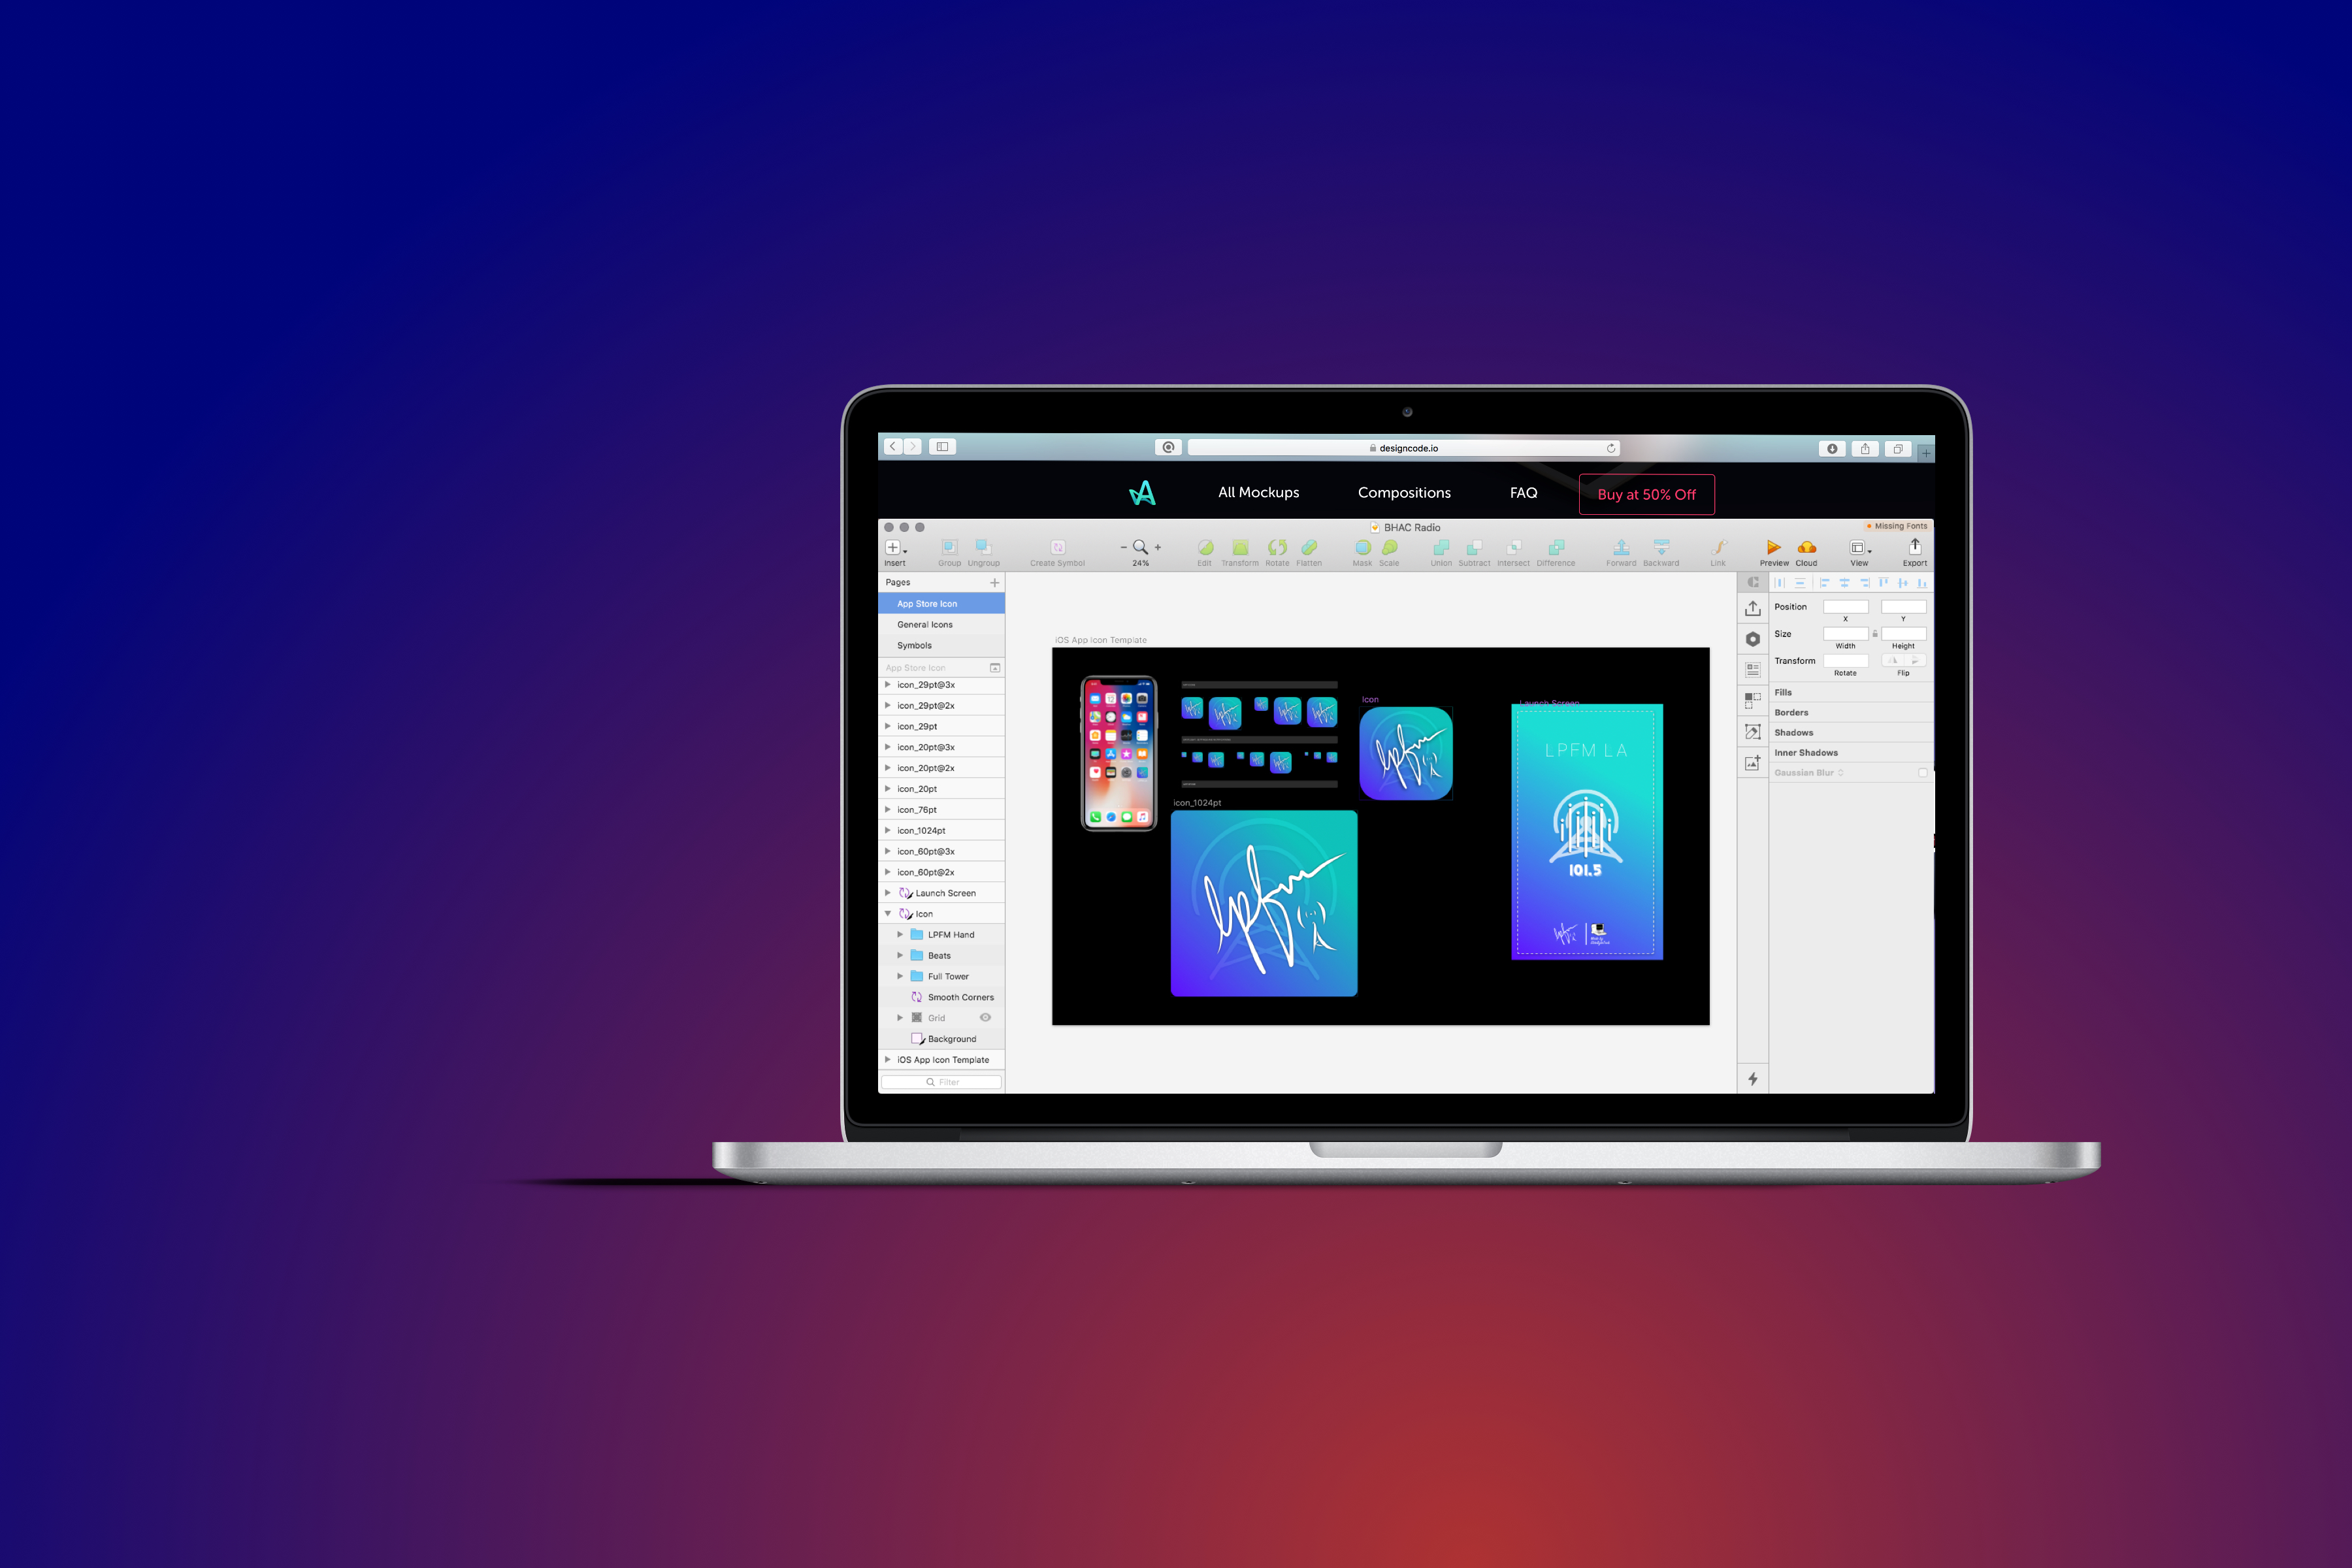 designcode.io
All Mockups Compositions FAQ Buy at 50% Off
BHAC Radio
Missing Fonts
Insert Group Ungroup Create Symbol 24% Edit Transform Rotate Flatten Mask Scale Union Subtract Intersect Difference Forward Backward Link Preview Cloud View Export
Pages
App Store Icon
General Icons
Symbols
App Store Icon
icon_29pt@3x
icon_29pt@2x
icon_29pt
icon_20pt@3x
icon_20pt@2x
icon_20pt
icon_76pt
icon_1024pt
icon_60pt@3x
icon_60pt@2x
Launch Screen
Icon
LPFM Hand
Beats
Full Tower
Smooth Corners
Grid
Background
iOS App Icon Template
Filter
iOS App Icon Template
Icon
lpfm
icon_1024pt
lpfm
Launch Screen
LPFM LA
101.5
lpfm
Position
X Y
Size
Width Height
Transform
Rotate Flip
Fills
Borders
Shadows
Inner Shadows
Gaussian Blur